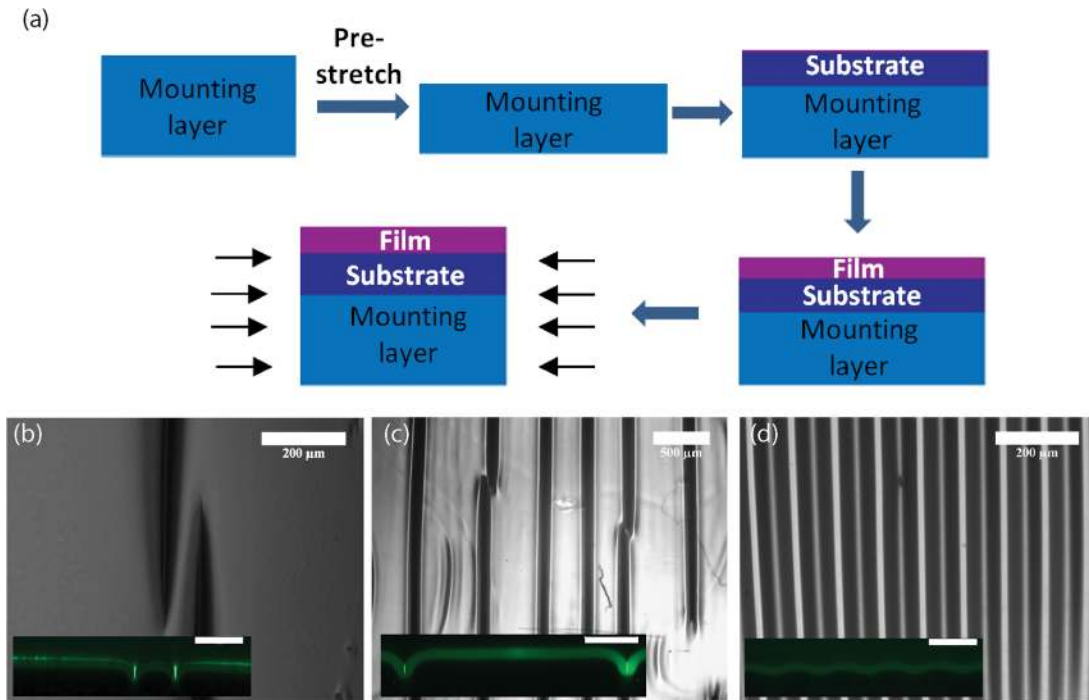 (a)
Pre-
stretch
Mounting
layer
Mounting
layer
Substrate
Mounting
layer
Film
Substrate
Mounting
layer
Film
Substrate
Mounting
layer
(b)
200 μm
(c)
500 μm
(d)
200 μm